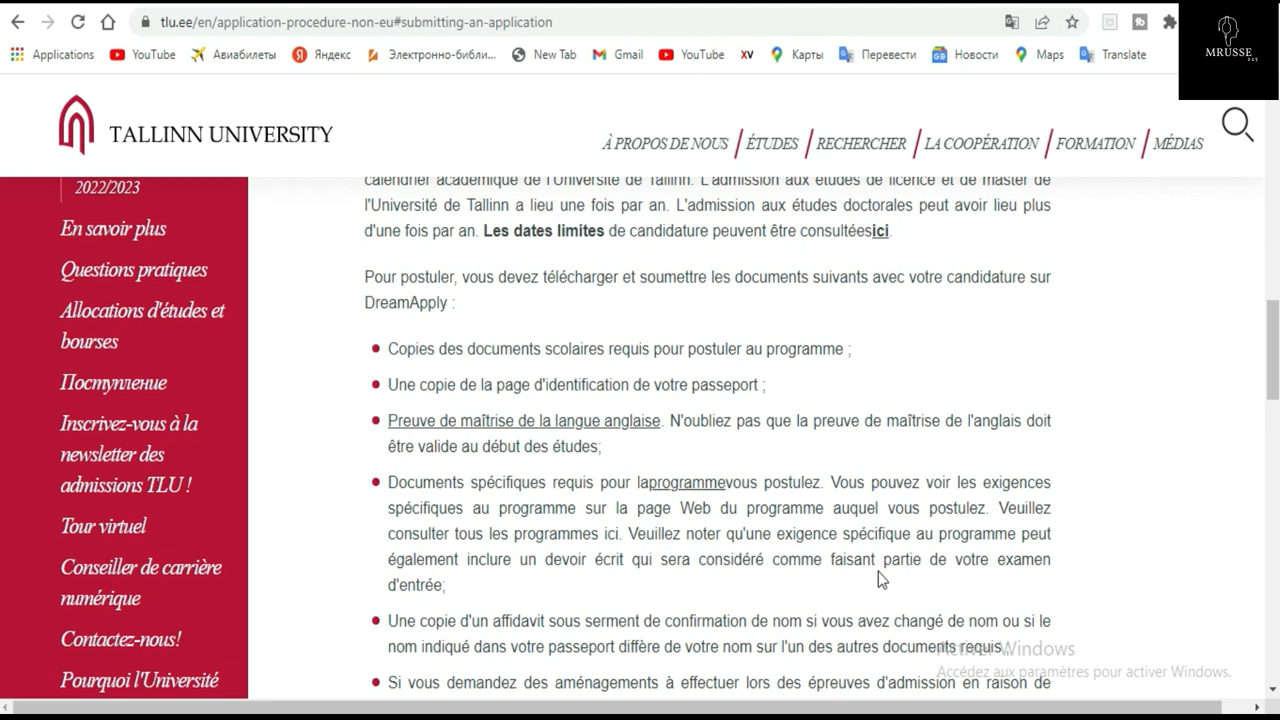 tlu.ee/en/application-procedure-non-eu#submitting-an-application
Applications YouTube Авиабилеты Яндекс Электронно-библи... New Tab Gmail YouTube XV Карты Перевести Новости Maps Translate
MRUSSE
225
TALLINN UNIVERSITY
À PROPOS DE NOUS ÉTUDES RECHERCHER LA COOPÉRATION FORMATION MÉDIAS
2022/2023
En savoir plus
Questions pratiques
Allocations d'études et
bourses
Поступление
Inscrivez-vous à la
newsletter des
admissions TLU !
Tour virtuel
Conseiller de carrière
numérique
Contactez-nous!
Pourquoi l'Université
calendrier académique de l'Université de Tallinn. L'admission aux études de licence et de master de
l'Université de Tallinn a lieu une fois par an. L'admission aux études doctorales peut avoir lieu plus
d'une fois par an. Les dates limites de candidature peuvent être consultéesici.
Pour postuler, vous devez télécharger et soumettre les documents suivants avec votre candidature sur
DreamApply :
Copies des documents scolaires requis pour postuler au programme ;
Une copie de la page d'identification de votre passeport ;
Preuve de maîtrise de la langue anglaise. N'oubliez pas que la preuve de maîtrise de l'anglais doit
être valide au début des études;
Documents spécifiques requis pour laprogrammevous postulez. Vous pouvez voir les exigences
spécifiques au programme sur la page Web du programme auquel vous postulez. Veuillez
consulter tous les programmes ici. Veuillez noter qu'une exigence spécifique au programme peut
également inclure un devoir écrit qui sera considéré comme faisant partie de votre examen
d'entrée;
Une copie d'un affidavit sous serment de confirmation de nom si vous avez changé de nom ou si le
nom indiqué dans votre passeport diffère de votre nom sur l'un des autres documents requis.
Si vous demandez des aménagements à effectuer lors des épreuves d'admission en raison de
Activer Windows
Accédez aux paramètres pour activer Windows.